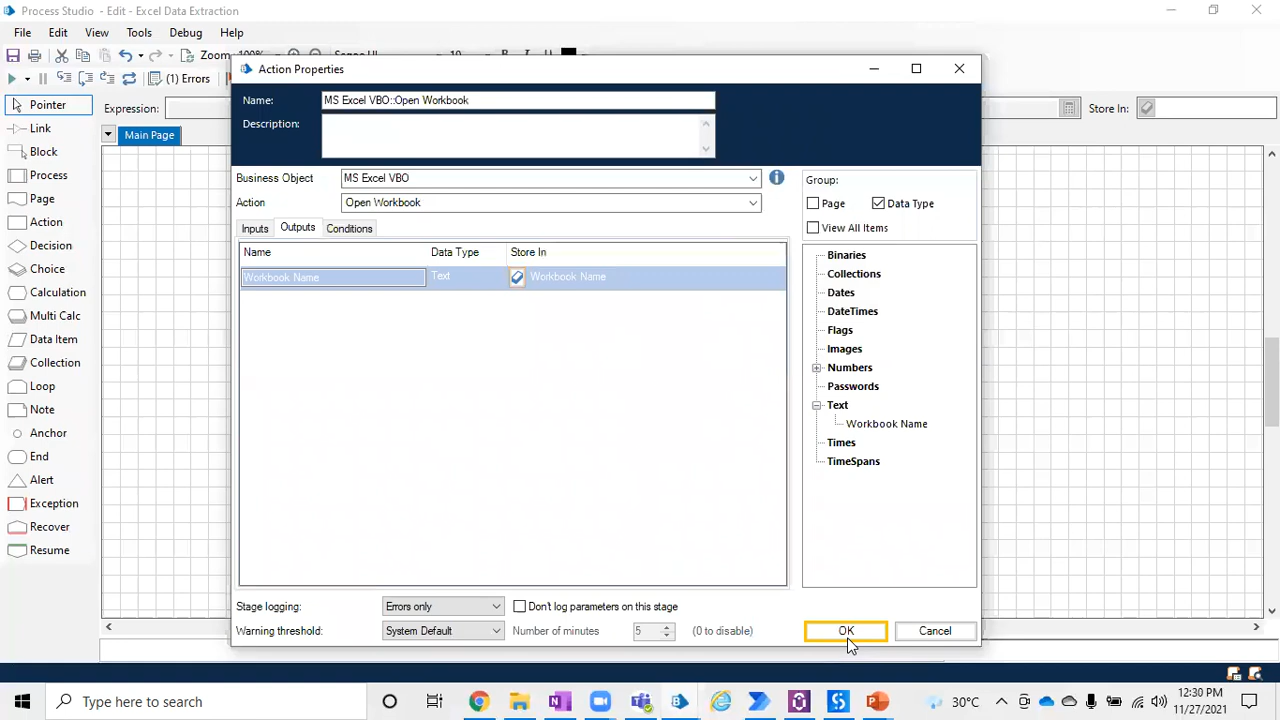 Process Studio - Edit - Excel Data Extraction
File Edit View Tools Debug Help
Zoom 100% Segoe UI 10 B I U
(1) Errors
Action Properties
Name: MS Excel VBO::Open Workbook
Description:
Pointer
Link
Block
Process
Page
Action
Decision
Choice
Calculation
Multi Calc
Data Item
Collection
Loop
Note
Anchor
End
Alert
Exception
Recover
Resume
Expression:
Store In:
Main Page
Business Object MS Excel VBO
Action Open Workbook
Inputs Outputs Conditions
Name Data Type Store In
Workbook Name Text Workbook Name
Group:
Page Data Type
View All Items
Binaries
Collections
Dates
DateTimes
Flags
Images
Numbers
Passwords
Text
Workbook Name
Times
TimeSpans
Stage logging: Errors only Don't log parameters on this stage
Warning threshold: System Default Number of minutes 5 (0 to disable)
OK Cancel
Type here to search
30°C
12:30 PM
11/27/2021